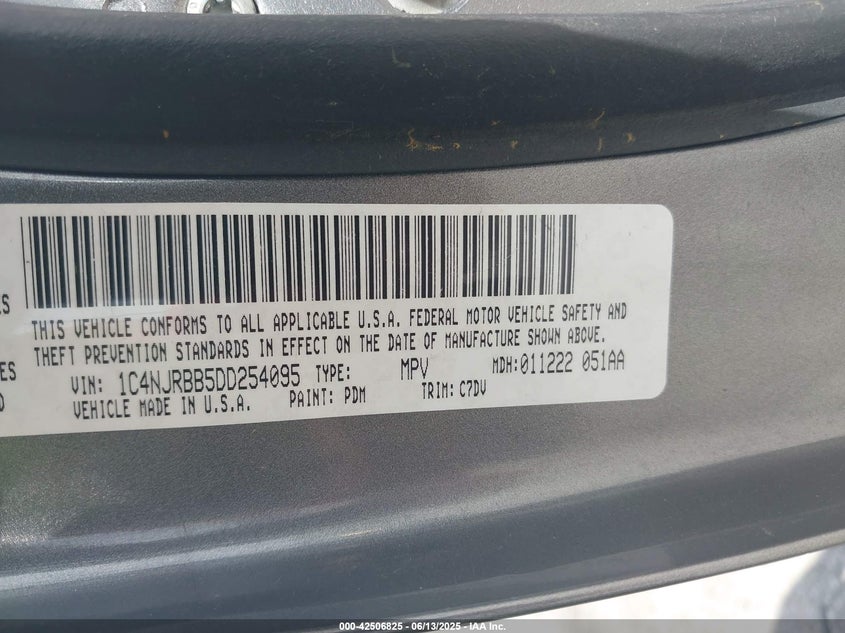 THIS VEHICLE CONFORMS TO ALL APPLICABLE U.S.A. FEDERAL MOTOR VEHICLE SAFETY AND
THEFT PREVENTION STANDARDS IN EFFECT ON THE DATE OF MANUFACTURE SHOWN ABOVE.
VIN: 1C4NJRBB5DD254095 TYPE: MPV MDH:011222 051AA
VEHICLE MADE IN U.S.A. PAINT: PDM TRIM: C7DV
000-42506825 - 06/13/2025 - IAA Inc.